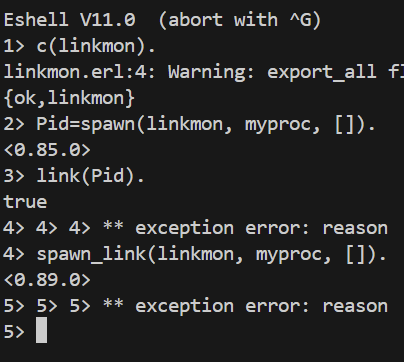 Eshell V11.0  (abort with ^G)
1> c(linkmon).
linkmon.erl:4: Warning: export_all fl
{ok,linkmon}
2> Pid=spawn(linkmon, myproc, []).
<0.85.0>
3> link(Pid).
true
4> 4> 4> ** exception error: reason
4> spawn_link(linkmon, myproc, []).
<0.89.0>
5> 5> 5> ** exception error: reason
5>